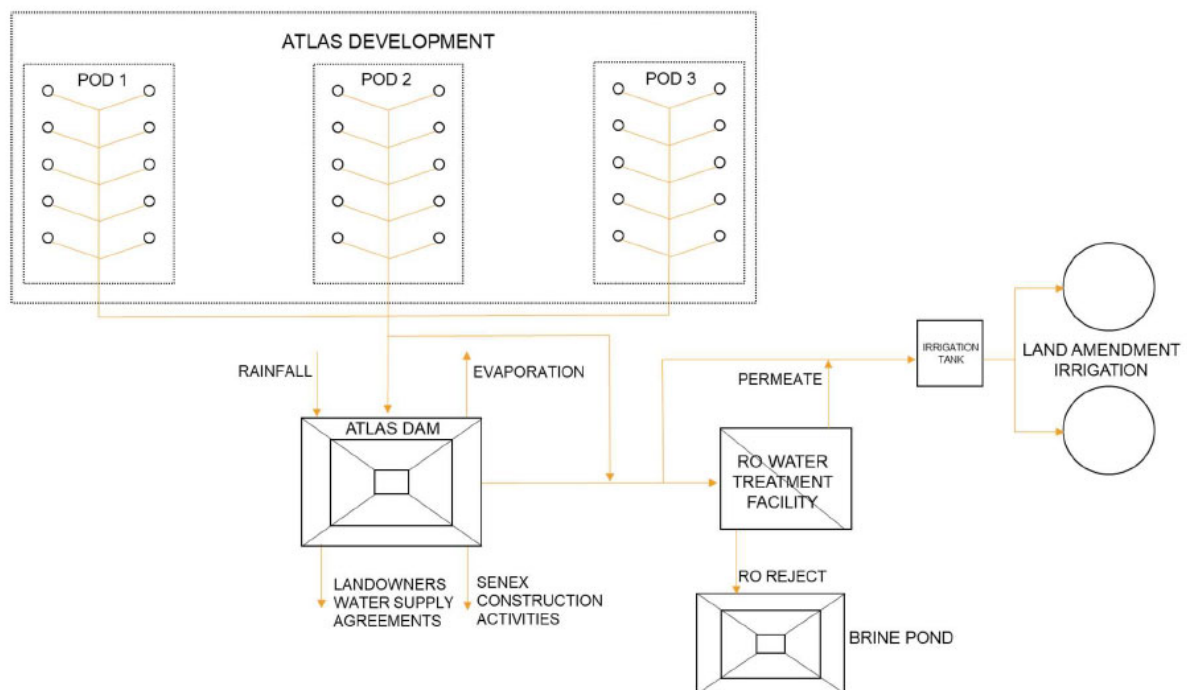 ATLAS DEVELOPMENT
POD 1
POD 2
POD 3
RAINFALL
EVAPORATION
ATLAS DAM
PERMEATE
IRRIGATION
TANK
LAND AMENDMENT
IRRIGATION
RO WATER
TREATMENT
FACILITY
LANDOWNERS
WATER SUPPLY
AGREEMENTS
SENEX
CONSTRUCTION
ACTIVITIES
RO REJECT
BRINE POND